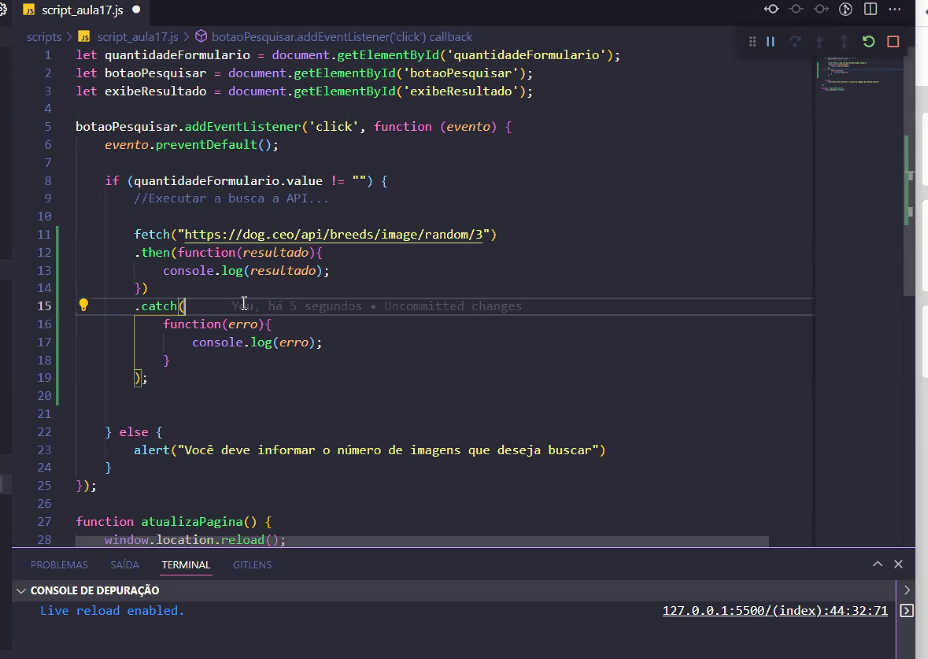 JS script_aula17.js
scripts > JS script_aula17.js > botaoPesquisar.addEventListener('click') callback
1 let quantidadeFormulario = document.getElementById('quantidadeFormulario');
2 let botaoPesquisar = document.getElementById('botaoPesquisar');
3 let exibeResultado = document.getElementById('exibeResultado');
4
5 botaoPesquisar.addEventListener('click', function (evento) {
6 evento.preventDefault();
7
8 if (quantidadeFormulario.value != "") {
9 //Executar a busca a API...
10
11 fetch("https://dog.ceo/api/breeds/image/random/3")
12 .then(function(resultado){
13 console.log(resultado);
14 })
15 .catch( You, há 5 segundos • Uncommitted changes
16 function(erro){
17 console.log(erro);
18 }
19 );
20
21
22 } else {
23 alert("Você deve informar o número de imagens que deseja buscar")
24 }
25 });
26
27 function atualizaPagina() {
28 window.location.reload();
PROBLEMAS SAÍDA TERMINAL GITLENS
CONSOLE DE DEPURAÇÃO
Live reload enabled. 127.0.0.1:5500/(index):44:32:71